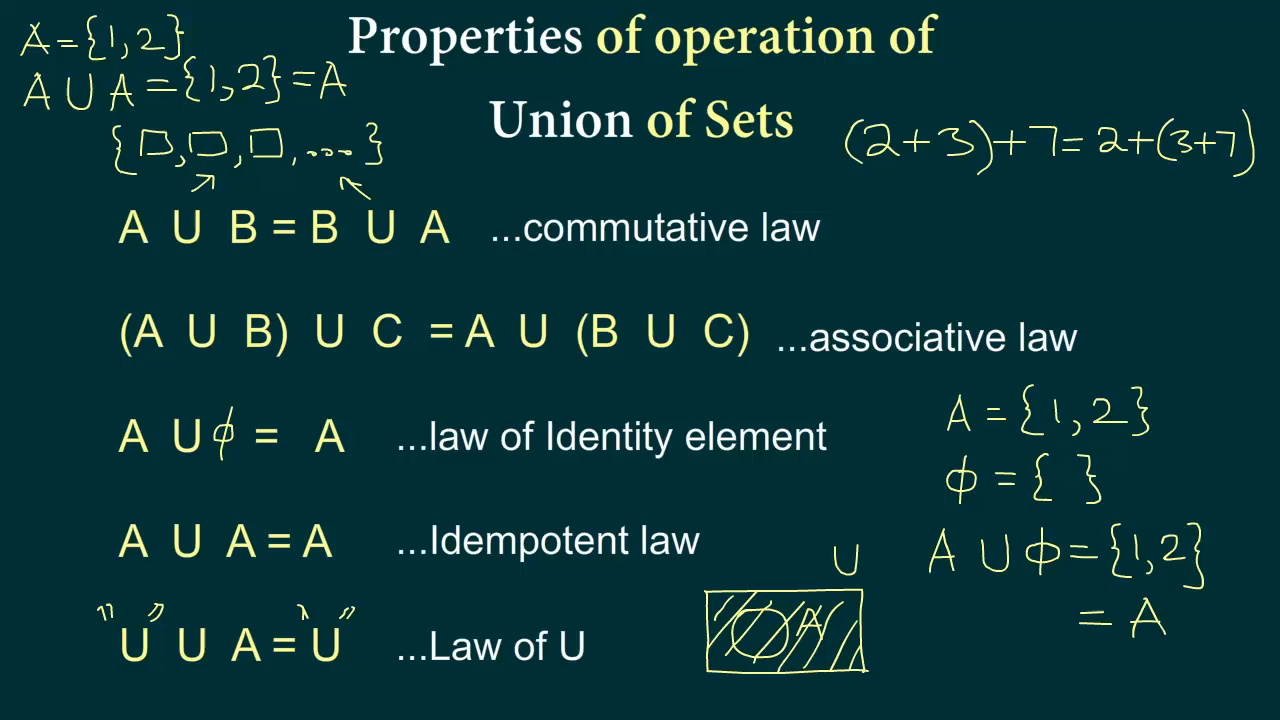 A = {1, 2}
Properties of operation of
A U A = {1, 2} = A
Union of Sets
{□, □, □, ....}
(2 + 3) + 7 = 2 + (3 + 7)
A U B = B U A ...commutative law
(A U B) U C = A U (B U C) ...associative law
A = {1, 2}
A U ϕ = A ...law of Identity element
ϕ = { }
A U A = A ...Idempotent law
U
A U ϕ = {1, 2}
A
= A
"U" U A = "U" ...Law of U